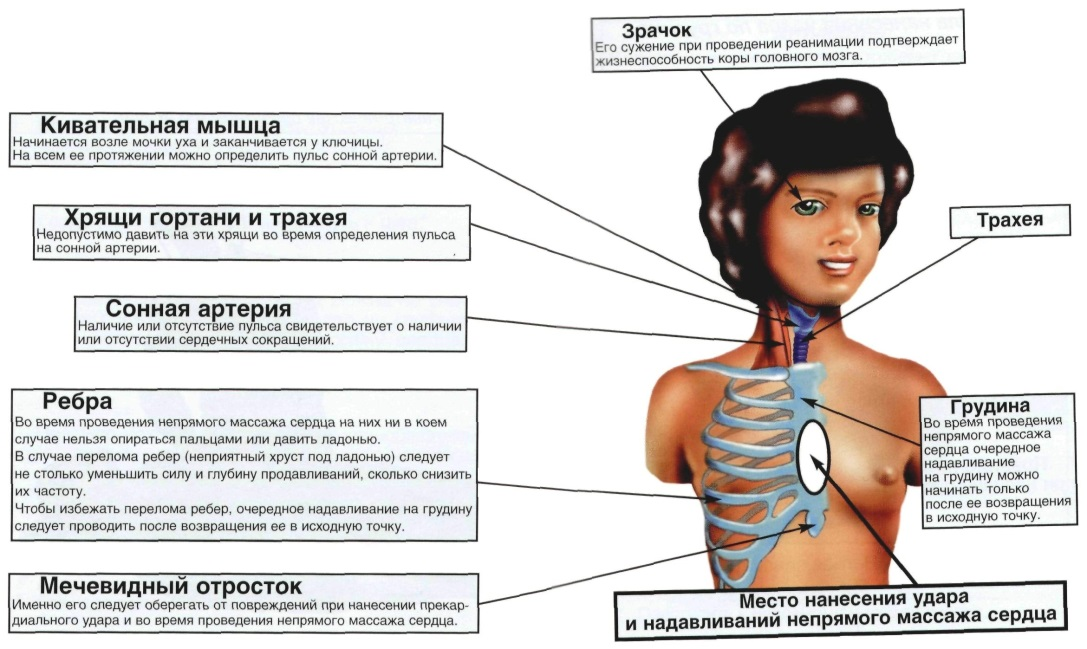 Зрачок
Его сужение при проведении реанимации подтверждает
жизнеспособность коры головного мозга.
Кивательная мышца
Начинается возле мочки уха и заканчивается у ключицы.
На всем ее протяжении можно определить пульс сонной артерии.
Хрящи гортани и трахея
Недопустимо давить на эти хрящи во время определения пульса
на сонной артерии.
Трахея
Сонная артерия
Наличие или отсутствие пульса свидетельствует о наличии
или отсутствии сердечных сокращений.
Ребра
Во время проведения непрямого массажа сердца на них ни в коем
случае нельзя опираться пальцами или давить ладонью.
В случае перелома ребер (неприятный хруст под ладонью) следует
не столько уменьшить силу и глубину продавливаний, сколько снизить
их частоту.
Чтобы избежать перелома ребер, очередное надавливание на грудину
следует проводить после возвращения ее в исходную точку.
Грудина
Во время проведения
непрямого массажа
сердца очередное
надавливание
на грудину можно
начинать только
после ее возвращения
в исходную точку.
Мечевидный отросток
Именно его следует оберегать от повреждений при нанесении прекар-
диального удара и во время проведения непрямого массажа сердца.
Место нанесения удара
и надавливаний непрямого массажа сердца